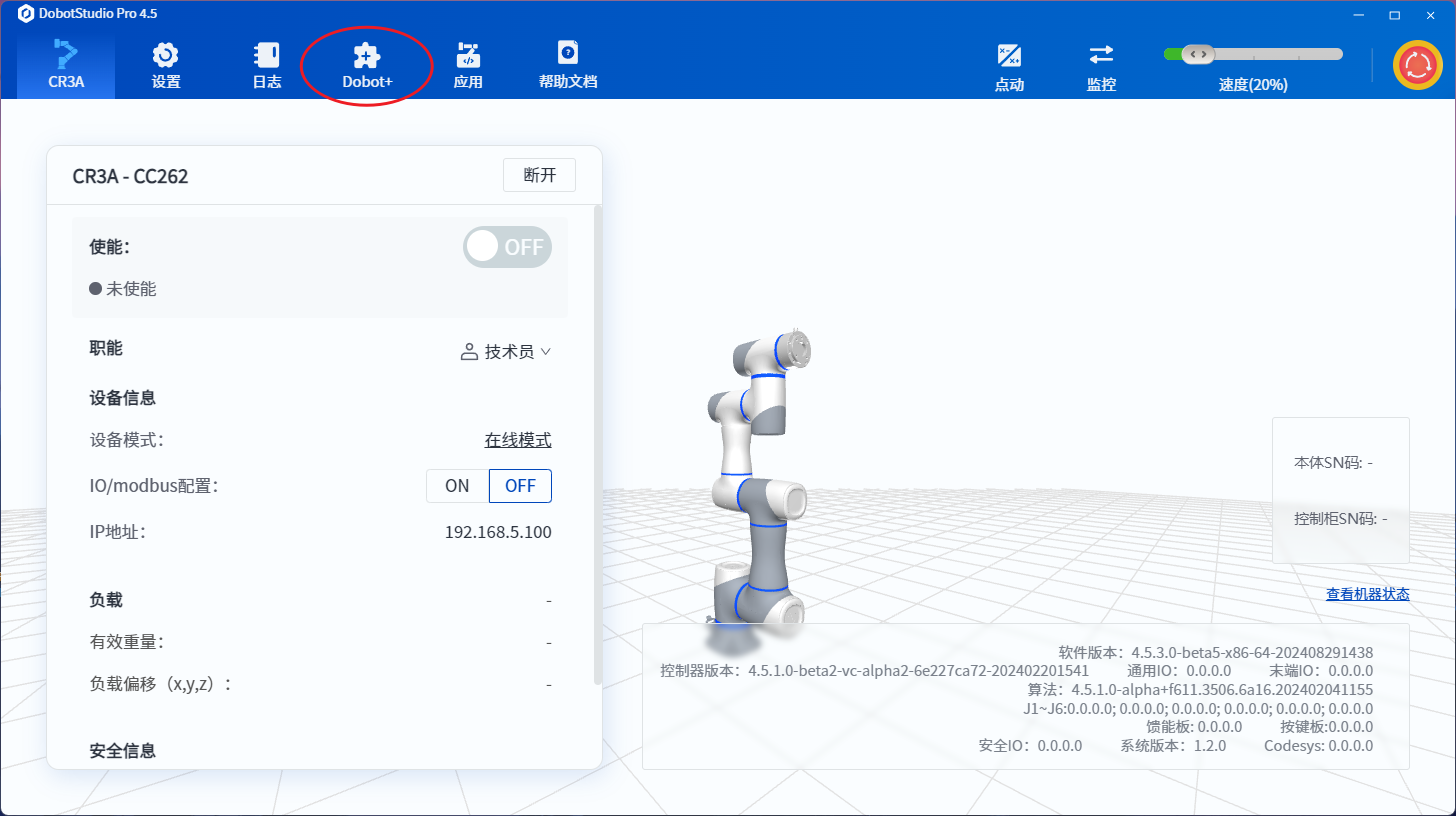 DobotStudio Pro 4.5
CR3A
设置
日志
Dobot+
应用
帮助文档
点动
监控
速度(20%)
CR3A - CC262
断开
使能：
OFF
未使能
职能
技术员
设备信息
设备模式：
在线模式
IO/modbus配置：
ON
OFF
IP地址：
192.168.5.100
负载
-
有效重量：
-
负载偏移（x,y,z）：
-
安全信息
本体SN码: -
控制柜SN码: -
查看机器状态
软件版本：4.5.3.0-beta5-x86-64-202408291438
控制器版本：4.5.1.0-beta2-vc-alpha2-6e227ca72-202402201541 通用IO：0.0.0.0 末端IO：0.0.0.0
算法：4.5.1.0-alpha+f611.3506.6a16.202402041155
J1~J6:0.0.0.0; 0.0.0.0; 0.0.0.0; 0.0.0.0; 0.0.0.0; 0.0.0.0
馈能板: 0.0.0.0 按键板:0.0.0.0
安全IO：0.0.0.0 系统版本：1.2.0 Codesys: 0.0.0.0